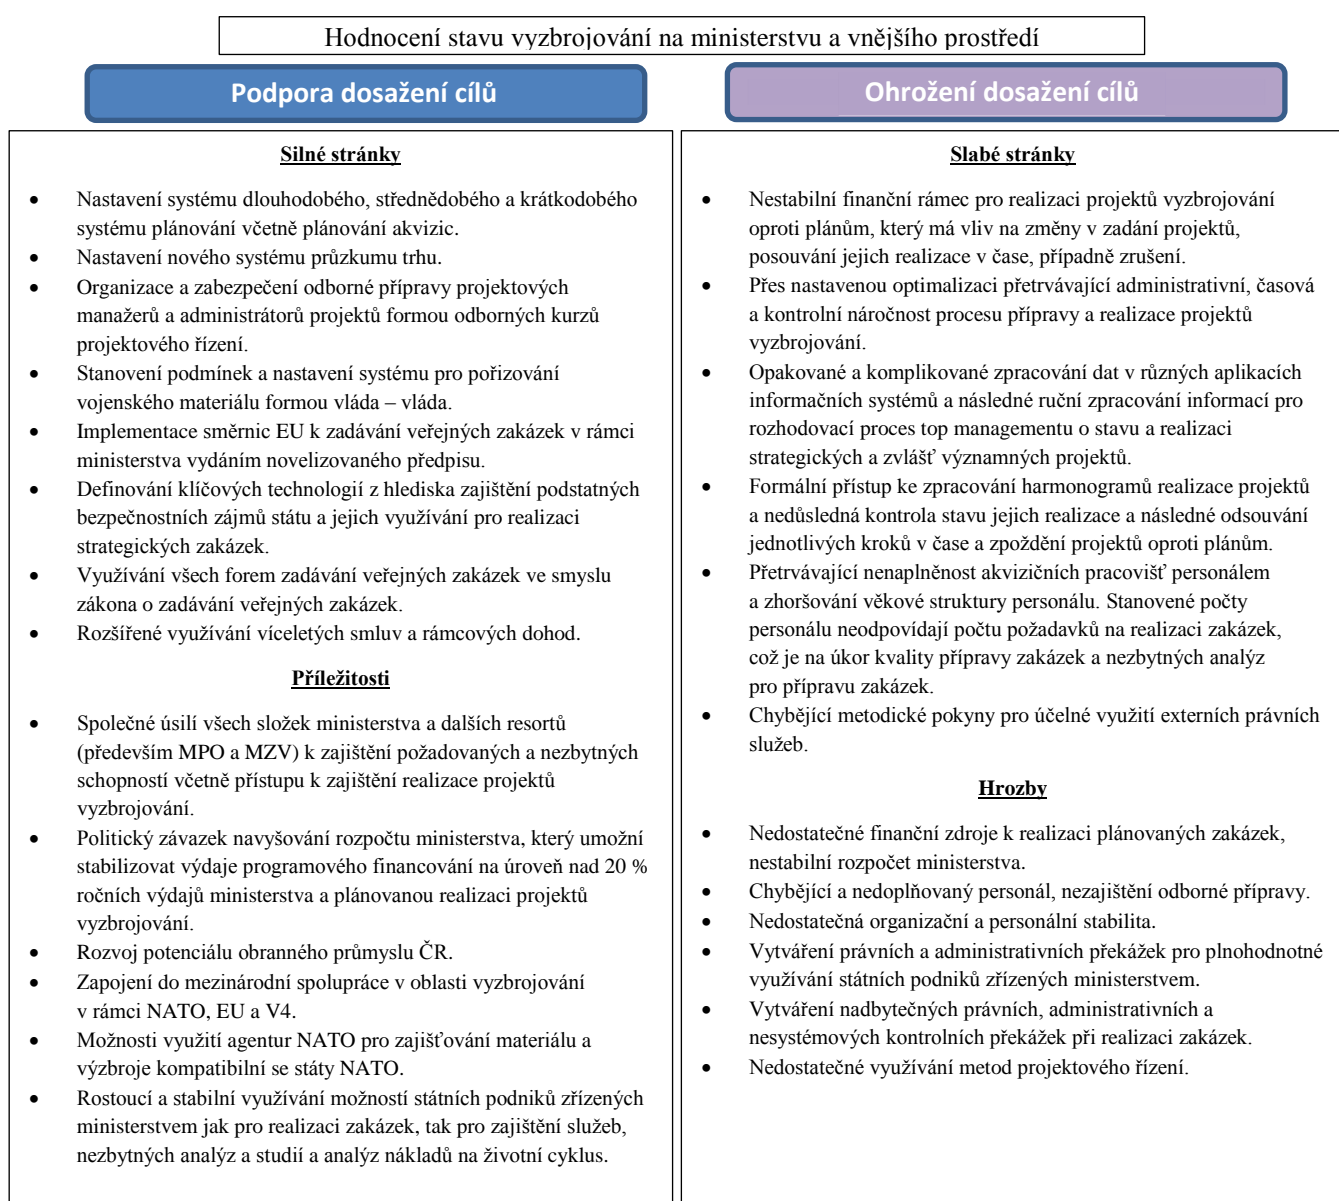 Hodnocení stavu vyzbrojování na ministerstvu a vnějšího prostředí
Podpora dosažení cílů
Silné stránky
• Nastavení systému dlouhodobého, střednědobého a krátkodobého
systému plánování včetně plánování akvizic.
• Nastavení nového systému průzkumu trhu.
• Organizace a zabezpečení odborné přípravy projektových
manažerů a administrátorů projektů formou odborných kurzů
projektového řízení.
• Stanovení podmínek a nastavení systému pro pořizování
vojenského materiálu formou vláda – vláda.
• Implementace směrnic EU k zadávání veřejných zakázek v rámci
ministerstva vydáním novelizovaného předpisu.
• Definování klíčových technologií z hlediska zajištění podstatných
bezpečnostních zájmů státu a jejich využívání pro realizaci
strategických zakázek.
• Využívání všech forem zadávání veřejných zakázek ve smyslu
zákona o zadávání veřejných zakázek.
• Rozšířené využívání víceletých smluv a rámcových dohod.
Příležitosti
• Společné úsilí všech složek ministerstva a dalších resortů
(především MPO a MZV) k zajištění požadovaných a nezbytných
schopností včetně přístupu k zajištění realizace projektů
vyzbrojování.
• Politický závazek navyšování rozpočtu ministerstva, který umožní
stabilizovat výdaje programového financování na úroveň nad 20 %
ročních výdajů ministerstva a plánovanou realizaci projektů
vyzbrojování.
• Rozvoj potenciálu obranného průmyslu ČR.
• Zapojení do mezinárodní spolupráce v oblasti vyzbrojování
v rámci NATO, EU a V4.
• Možnosti využití agentur NATO pro zajišťování materiálu a
výzbroje kompatibilní se státy NATO.
• Rostoucí a stabilní využívání možností státních podniků zřízených
ministerstvem jak pro realizaci zakázek, tak pro zajištění služeb,
nezbytných analýz a studií a analýz nákladů na životní cyklus.
Ohrožení dosažení cílů
Slabé stránky
• Nestabilní finanční rámec pro realizaci projektů vyzbrojování
oproti plánům, který má vliv na změny v zadání projektů,
posouvání jejich realizace v čase, případně zrušení.
• Přes nastavenou optimalizaci přetrvávající administrativní, časová
a kontrolní náročnost procesu přípravy a realizace projektů
vyzbrojování.
• Opakované a komplikované zpracování dat v různých aplikacích
informačních systémů a následné ruční zpracování informací pro
rozhodovací proces top managementu o stavu a realizaci
strategických a zvlášť významných projektů.
• Formální přístup ke zpracování harmonogramů realizace projektů
a nedůsledná kontrola stavu jejich realizace a následné odsouvání
jednotlivých kroků v čase a zpoždění projektů oproti plánům.
• Přetrvávající nenaplněnost akvizičních pracovišť personálem
a zhoršování věkové struktury personálu. Stanovené počty
personálu neodpovídají počtu požadavků na realizaci zakázek,
což je na úkor kvality přípravy zakázek a nezbytných analýz
pro přípravu zakázek.
• Chybějící metodické pokyny pro účelné využití externích právních
služeb.
Hrozby
• Nedostatečné finanční zdroje k realizaci plánovaných zakázek,
nestabilní rozpočet ministerstva.
• Chybějící a nedoplňovaný personál, nezajištění odborné přípravy.
• Nedostatečná organizační a personální stabilita.
• Vytváření právních a administrativních překážek pro plnohodnotné
využívání státních podniků zřízených ministerstvem.
• Vytváření nadbytečných právních, administrativních a
nesystémových kontrolních překážek při realizaci zakázek.
• Nedostatečné využívání metod projektového řízení.